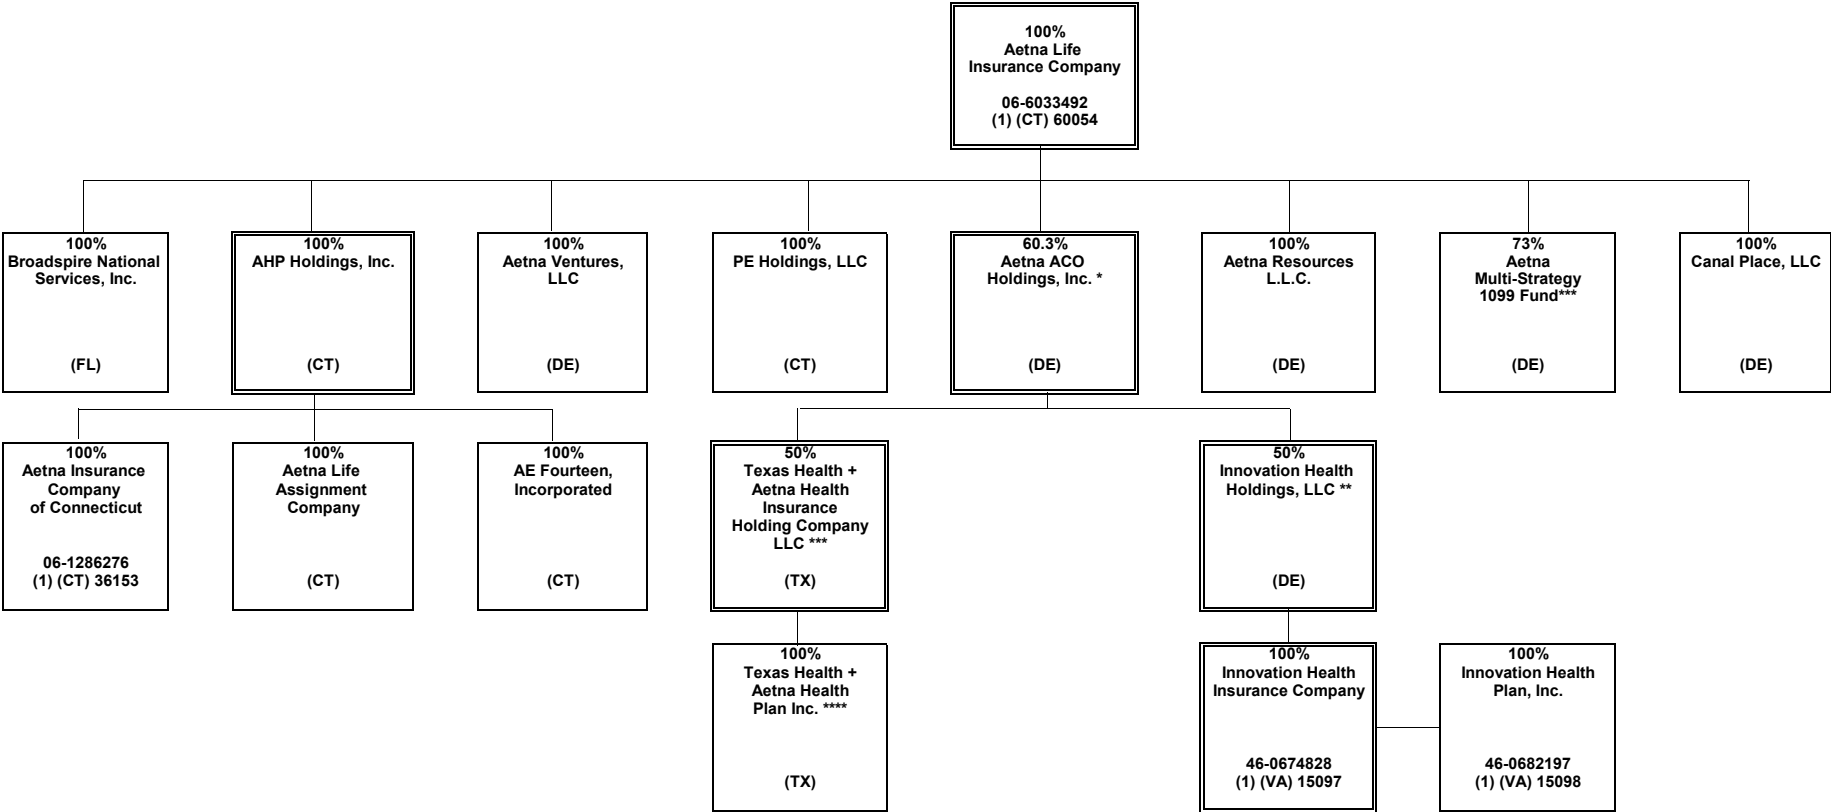 100%
Aetna Life
Insurance Company
06-6033492
(1) (CT) 60054
100%
Broadspire National
Services, Inc.
(FL)
100%
AHP Holdings, Inc.
(CT)
100%
Aetna Ventures,
LLC
(DE)
100%
PE Holdings, LLC
(CT)
60.3%
Aetna ACO
Holdings, Inc. *
(DE)
100%
Aetna Resources
L.L.C.
(DE)
73%
Aetna
Multi-Strategy
1099 Fund***
(DE)
100%
Canal Place, LLC
(DE)
100%
Aetna Insurance
Company
of Connecticut
06-1286276
(1) (CT) 36153
100%
Aetna Life
Assignment
Company
(CT)
100%
AE Fourteen,
Incorporated
(CT)
50%
Texas Health +
Aetna Health
Insurance
Holding Company
LLC ***
(TX)
50%
Innovation Health
Holdings, LLC **
(DE)
100%
Texas Health +
Aetna Health
Plan Inc. ****
(TX)
100%
Innovation Health
Insurance Company
46-0674828
(1) (VA) 15097
100%
Innovation Health
Plan, Inc.
46-0682197
(1) (VA) 15098